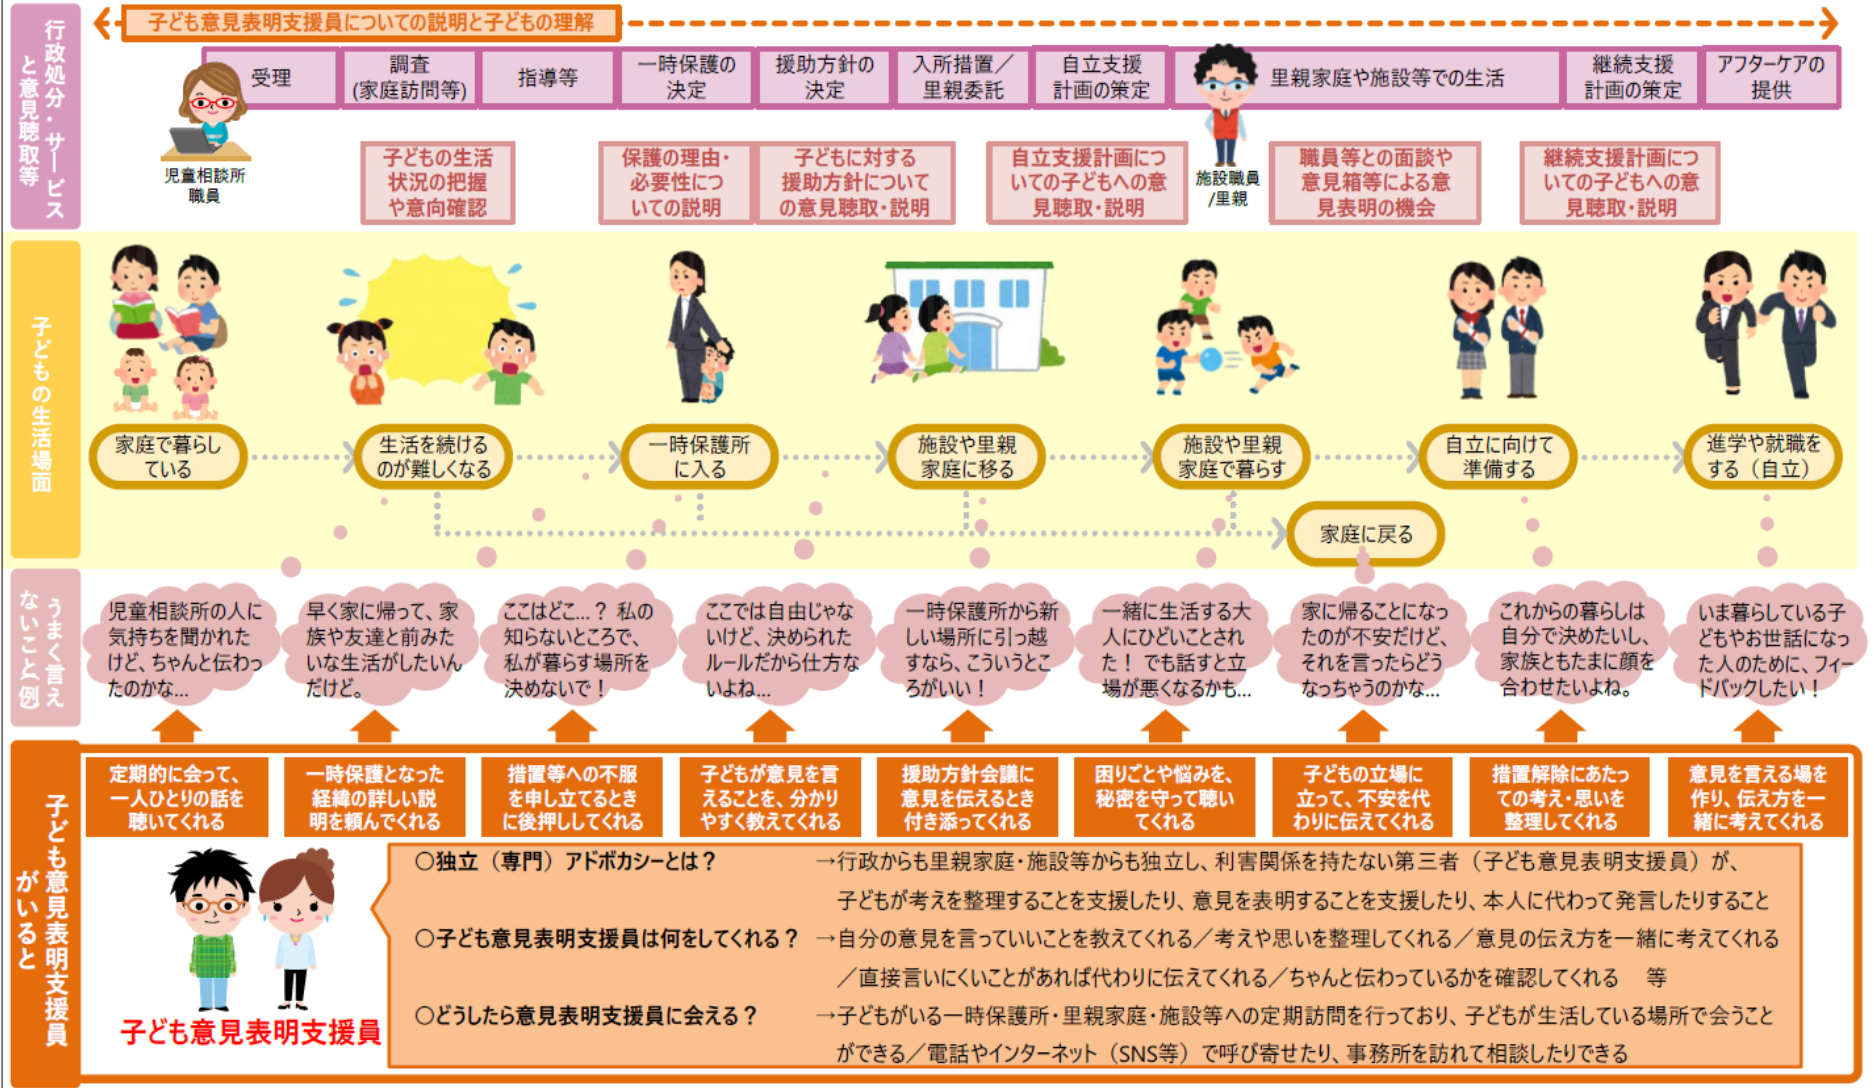 行政処分・サービス
と意見聴取等
子ども意見表明支援員についての説明と子どもの理解
受理
調査
(家庭訪問等)
指導等
一時保護の
決定
援助方針の
決定
入所措置／
里親委託
自立支援
計画の策定
里親家庭や施設等での生活
継続支援
計画の策定
アフターケアの
提供
児童相談所
職員
子どもの生活
状況の把握
や意向確認
保護の理由・
必要性につ
いての説明
子どもに対する
援助方針について
の意見聴取・説明
自立支援計画につ
いての子どもへの意
見聴取・説明
施設職員
/里親
職員等との面談や
意見箱等による意
見表明の機会
継続支援計画につ
いての子どもへの意
見聴取・説明
子どもの生活場面
家庭で暮らし
ている
生活を続ける
のが難しくなる
一時保護所
に入る
施設や里親
家庭に移る
施設や里親
家庭で暮らす
自立に向けて
準備する
進学や就職を
する（自立）
家庭に戻る
うまく言え
ないこと（例）
児童相談所の人に
気持ちを聞かれた
けど、ちゃんと伝わっ
たのかな…
早く家に帰って、家
族や友達と前みた
いな生活がしたいん
だけど。
ここはどこ…？ 私の
知らないところで、
私が暮らす場所を
決めないで！
ここでは自由じゃな
いけど、決められた
ルールだから仕方な
いよね…
一時保護所から新
しい場所に引っ越
すなら、こういうとこ
ろがいい！
一緒に生活する大
人にひどいことされ
た！ でも話すと立
場が悪くなるかも…
家に帰ることになっ
たのが不安だけど、
それを言ったらどう
なっちゃうのかな…
これからの暮らしは
自分で決めたいし、
家族ともたまに顔を
合わせたいよね。
いま暮らしている子
どもやお世話になっ
た人のために、フィー
ドバックしたい！
子ども意見表明支援員
がいると
定期的に会って、
一人ひとりの話を
聴いてくれる
一時保護となった
経緯の詳しい説
明を頼んでくれる
措置等への不服
を申し立てるとき
に後押ししてくれる
子どもが意見を言
えることを、分かり
やすく教えてくれる
援助方針会議に
意見を伝えるとき
付き添ってくれる
困りごとや悩みを、
秘密を守って聴い
てくれる
子どもの立場に
立って、不安を代
わりに伝えてくれる
措置解除にあたっ
ての考え・思いを
整理してくれる
意見を言える場を
作り、伝え方を一
緒に考えてくれる
子ども意見表明支援員
○独立（専門）アドボカシーとは？ →行政からも里親家庭・施設等からも独立し、利害関係を持たない第三者（子ども意見表明支援員）が、
子どもが考えを整理することを支援したり、意見を表明することを支援したり、本人に代わって発言したりすること
○子ども意見表明支援員は何をしてくれる？ →自分の意見を言っていいことを教えてくれる／考えや思いを整理してくれる／意見の伝え方を一緒に考えてくれる
／直接言いにくいことがあれば代わりに伝えてくれる／ちゃんと伝わっているかを確認してくれる 等
○どうしたら意見表明支援員に会える？ →子どもがいる一時保護所・里親家庭・施設等への定期訪問を行っており、子どもが生活している場所で会うこと
ができる／電話やインターネット（SNS等）で呼び寄せたり、事務所を訪れて相談したりできる